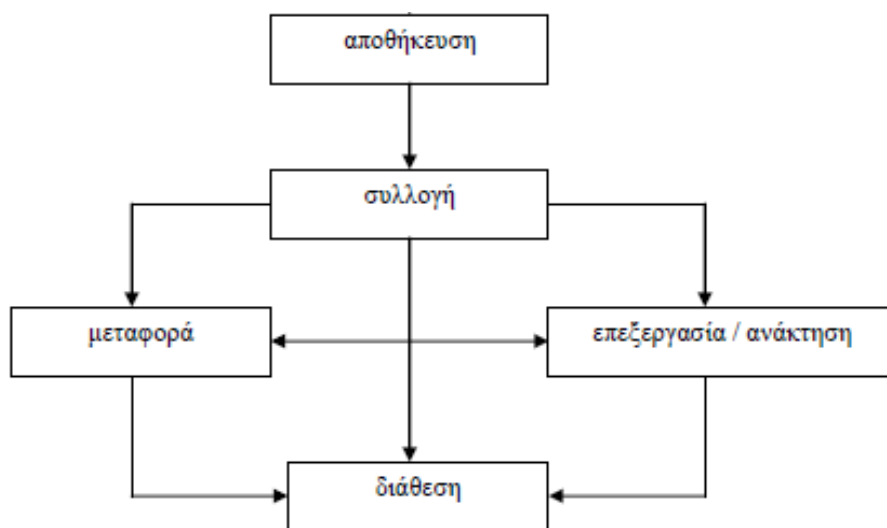 αποθήκευση
συλλογή
μεταφορά
επεξεργασία / ανάκτηση
διάθεση